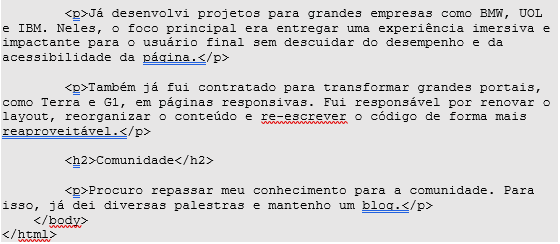 <p>Já desenvolvi projetos para grandes empresas como BMW, UOL
e IBM. Neles, o foco principal era entregar uma experiência imersiva e
impactante para o usuário final sem descuidar do desempenho e da
acessibilidade da página.</p>
<p>Também já fui contratado para transformar grandes portais,
como Terra e G1, em páginas responsivas. Fui responsável por renovar o
layout, reorganizar o conteúdo e re-escrever o código de forma mais
reaproveitável.</p>
<h2>Comunidade</h2>
<p>Procuro repassar meu conhecimento para a comunidade. Para
isso, já dei diversas palestras e mantenho um blog.</p>
</body>
</html>